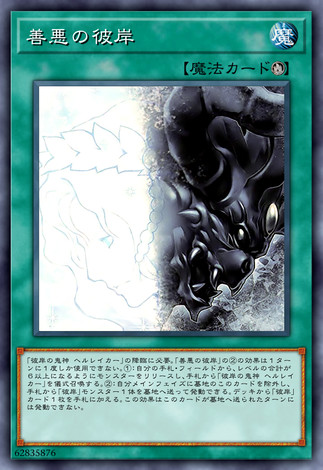 善悪の彼岸
魔
【魔法カード】
「彼岸の鬼神 ヘルレイカー」の降臨に必要。「善悪の彼岸」の②の効果は１ター
ンに１度しか使用できない。①：自分の手札・フィールドから、レベルの合計が
６以上になるようにモンスターをリリースし、手札から「彼岸の鬼神 ヘルレイ
カー」を儀式召喚する。②：自分メインフェイズに墓地のこのカードを除外し、
手札から「彼岸」モンスター１体を墓地へ送って発動できる。デッキから「彼岸」
カード１枚を手札に加える。この効果はこのカードが墓地へ送られたターンに
は発動できない。
62835876